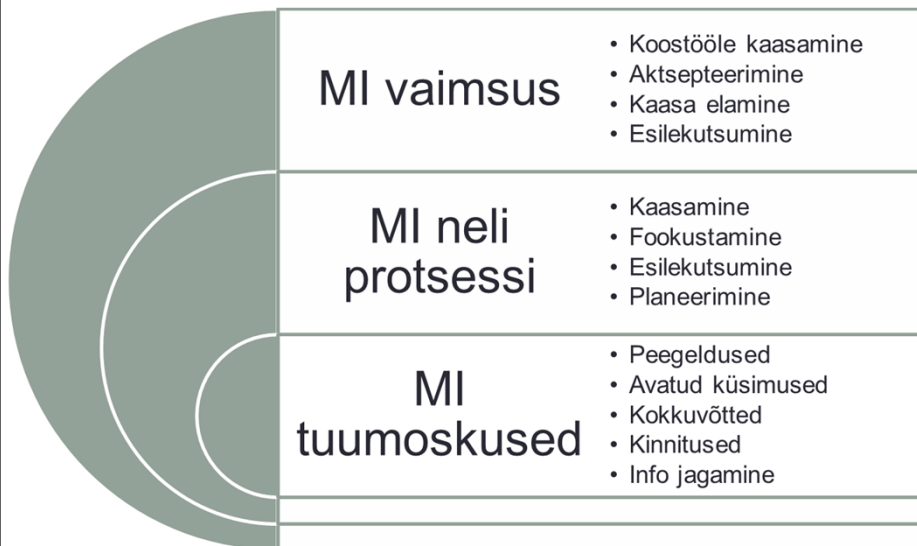 MI vaimsus
• Koostööle kaasamine
• Aktsepteerimine
• Kaasa elamine
• Esilekutsumine
MI neli
protsessi
• Kaasamine
• Fookustamine
• Esilekutsumine
• Planeerimine
MI
tuumoskused
• Peegeldused
• Avatud küsimused
• Kokkuvõtted
• Kinnitused
• Info jagamine